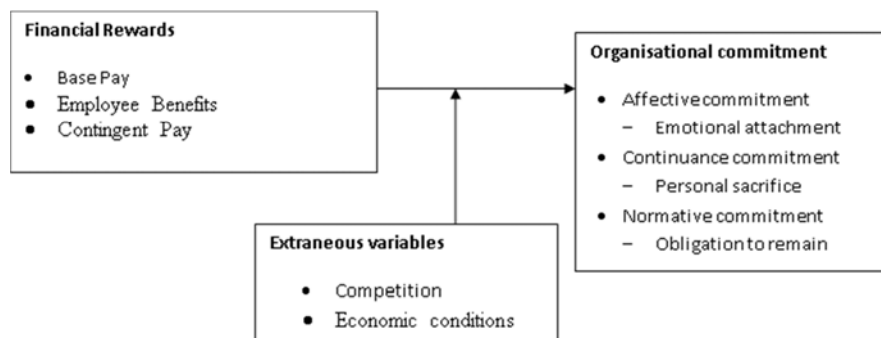 Financial Rewards
• Base Pay
• Employee Benefits
• Contingent Pay
Organisational commitment
• Affective commitment
– Emotional attachment
• Continuance commitment
– Personal sacrifice
• Normative commitment
– Obligation to remain
Extraneous variables
• Competition
• Economic conditions